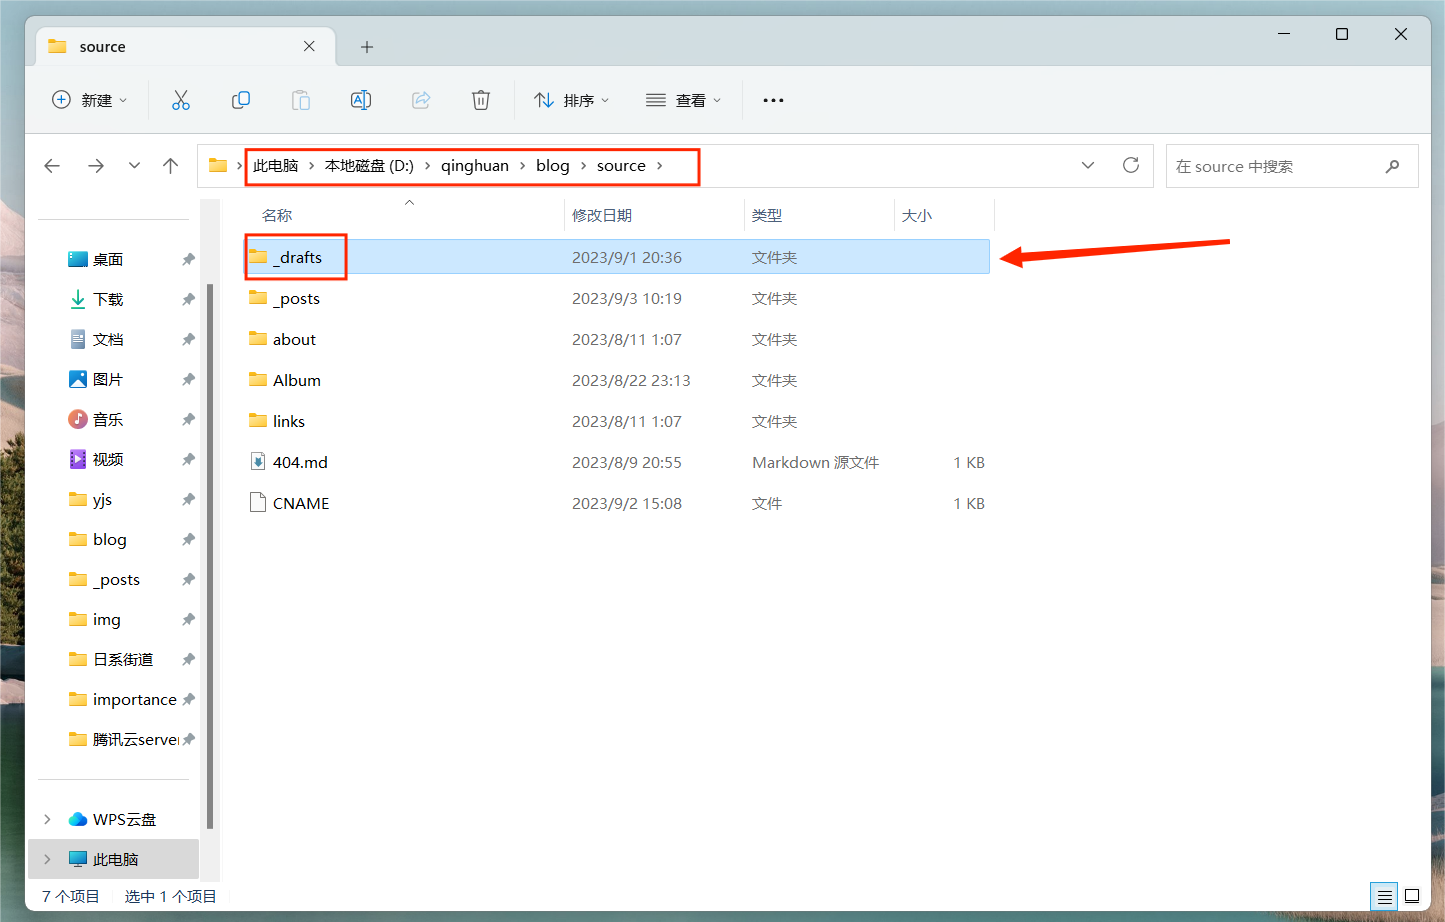 source
新建
排序
查看
此电脑 本地磁盘 (D:) qinghuan blog source
在 source 中搜索
名称 修改日期 类型 大小
_drafts 2023/9/1 20:36 文件夹
_posts 2023/9/3 10:19 文件夹
about 2023/8/11 1:07 文件夹
Album 2023/8/22 23:13 文件夹
links 2023/8/11 1:07 文件夹
404.md 2023/8/9 20:55 Markdown 源文件 1 KB
CNAME 2023/9/2 15:08 文件 1 KB
桌面
下载
文档
图片
音乐
视频
yjs
blog
_posts
img
日系街道
importance
腾讯云server
WPS云盘
此电脑
7 个项目 选中 1 个项目